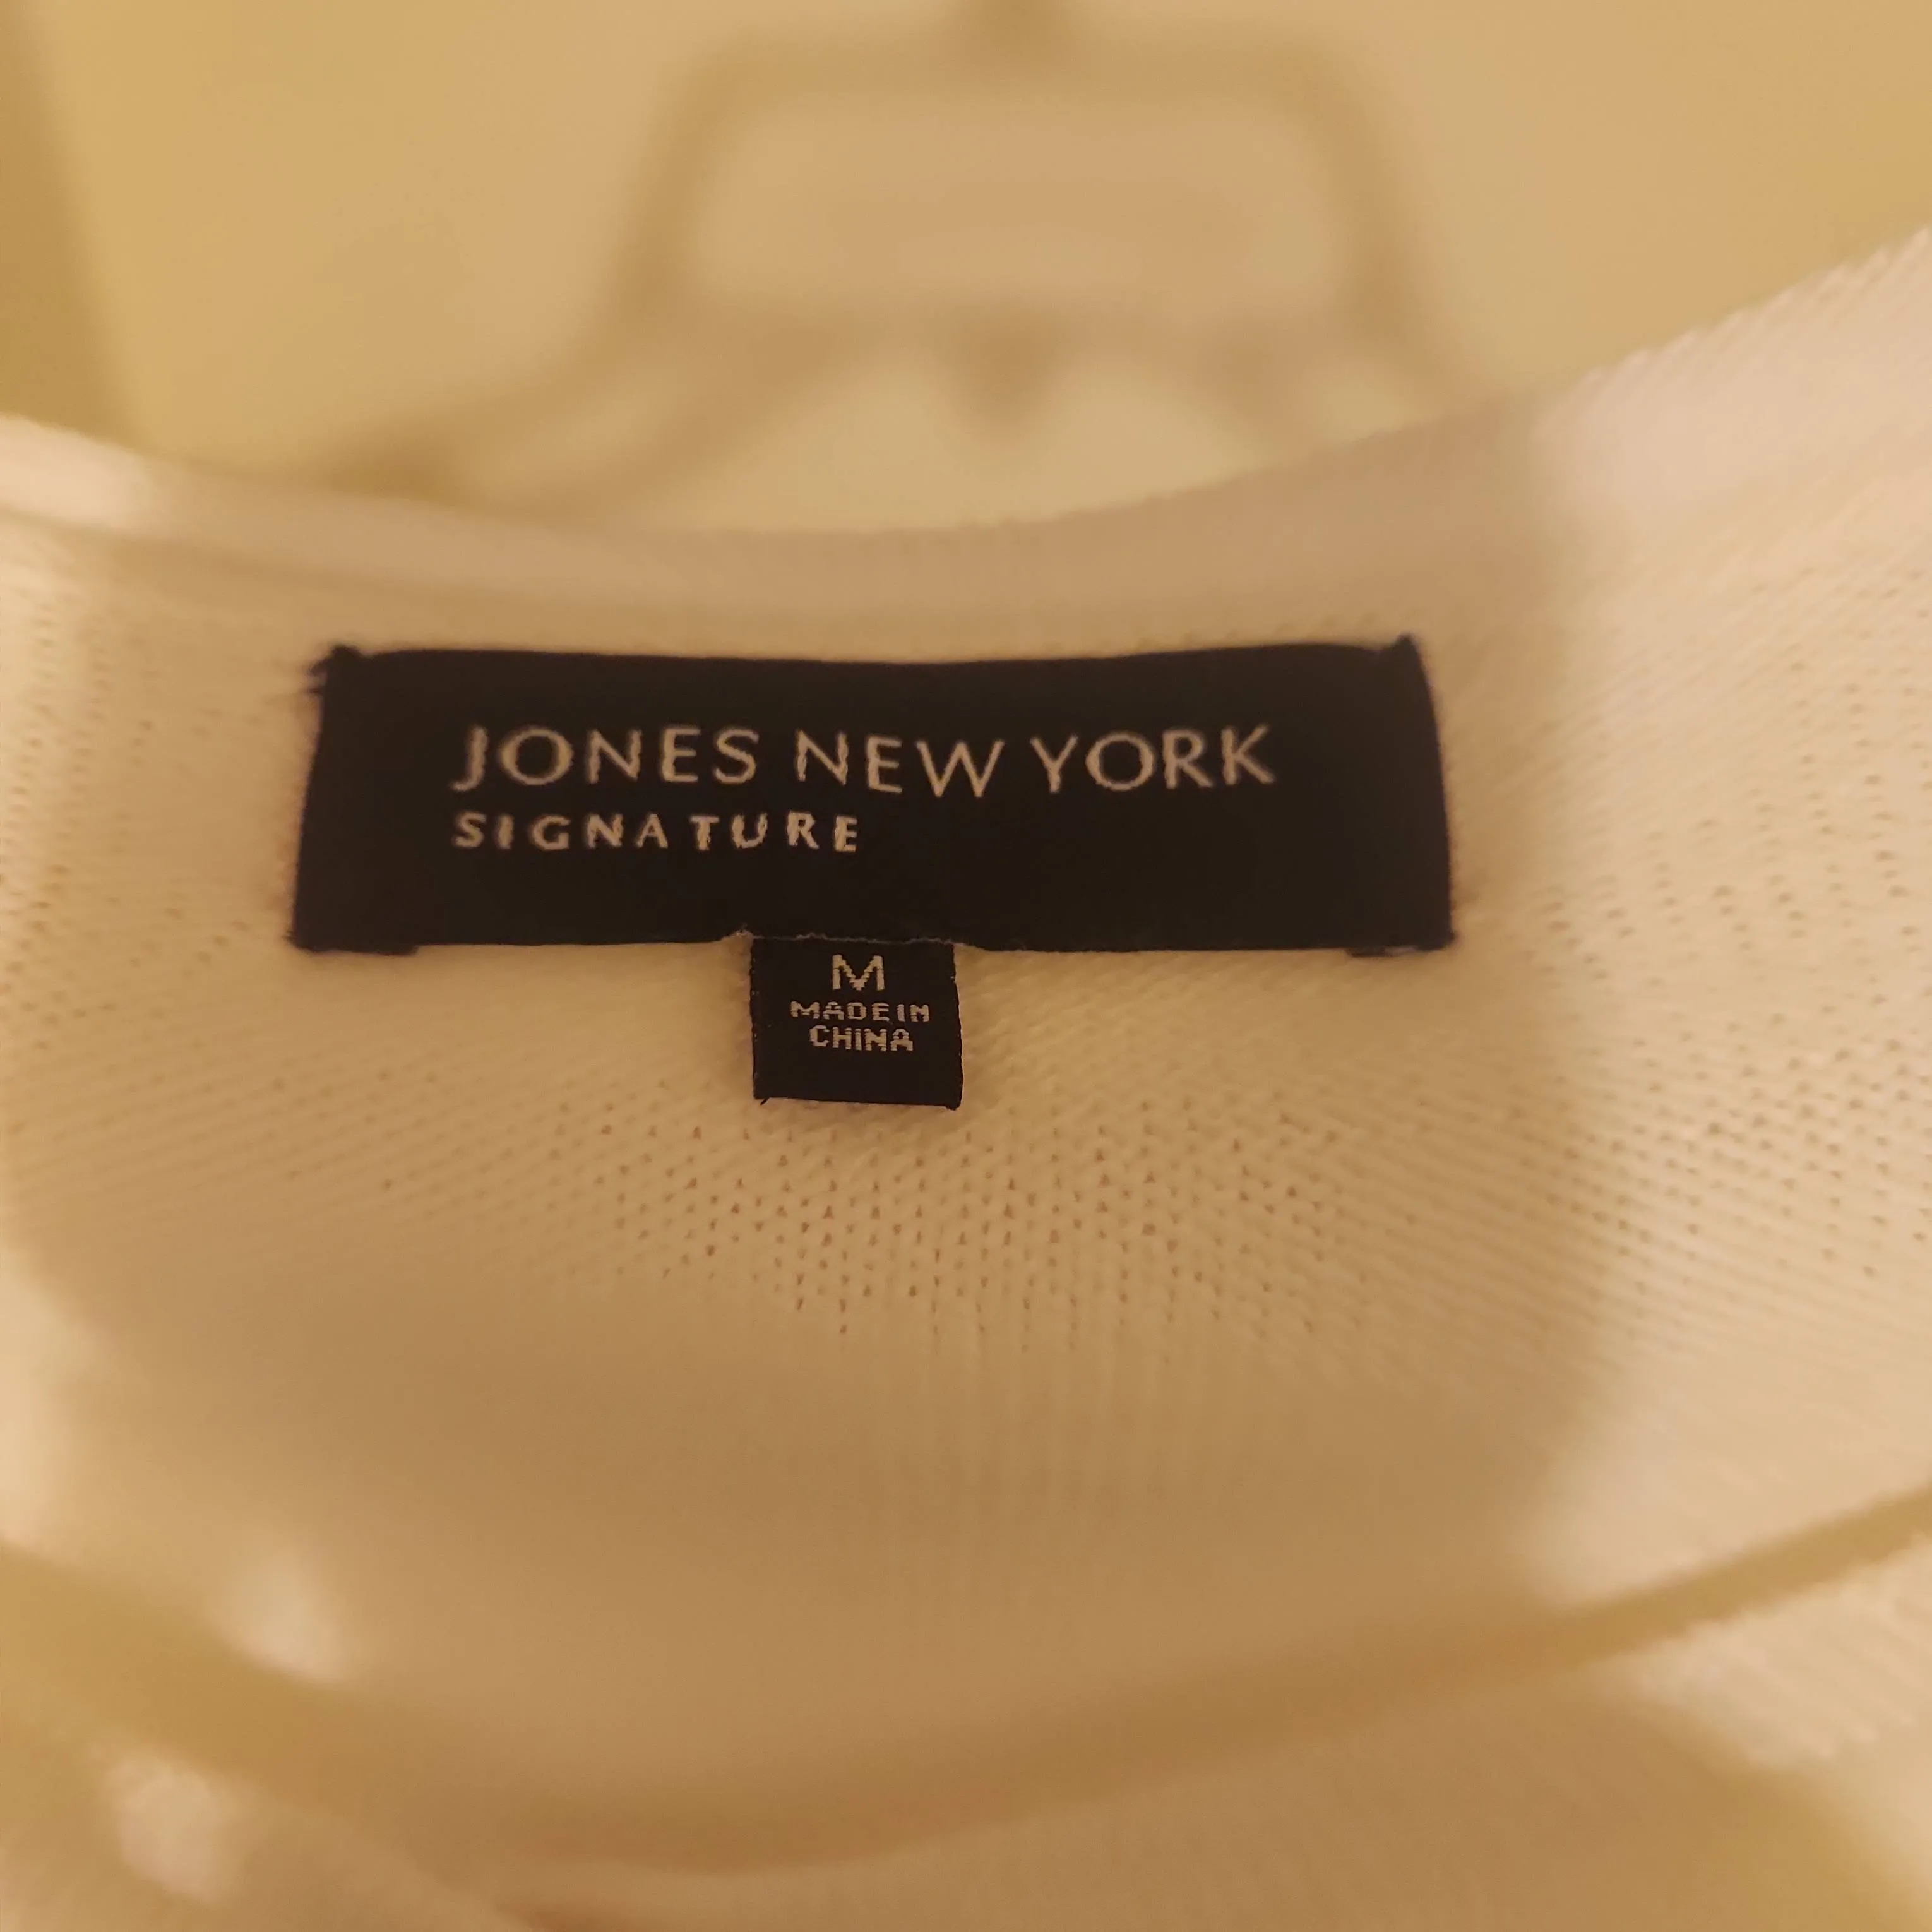 JONES NEW YORK
SIGNATURE
M
MADE IN
CHINA